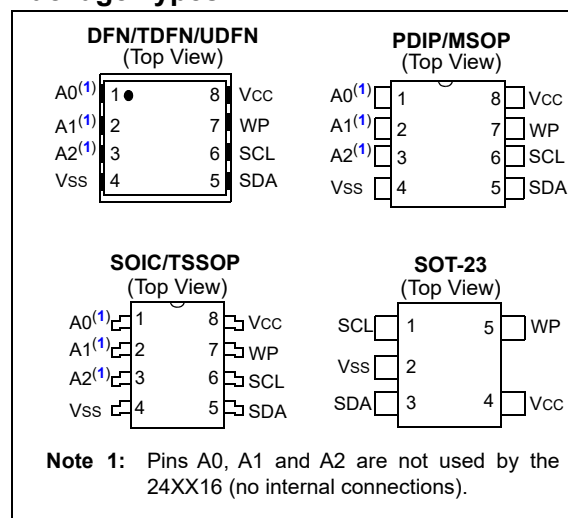 DFN/TDFN/UDFN
(Top View)
A0(1) 1 8 VCC
A1(1) 2 7 WP
A2(1) 3 6 SCL
VSS 4 5 SDA
PDIP/MSOP
(Top View)
A0(1) 1 8 VCC
A1(1) 2 7 WP
A2(1) 3 6 SCL
VSS 4 5 SDA
SOIC/TSSOP
(Top View)
A0(1) 1 8 VCC
A1(1) 2 7 WP
A2(1) 3 6 SCL
VSS 4 5 SDA
SOT-23
(Top View)
SCL 1 5 WP
VSS 2
SDA 3 4 VCC
Note 1: Pins A0, A1 and A2 are not used by the
24XX16 (no internal connections).